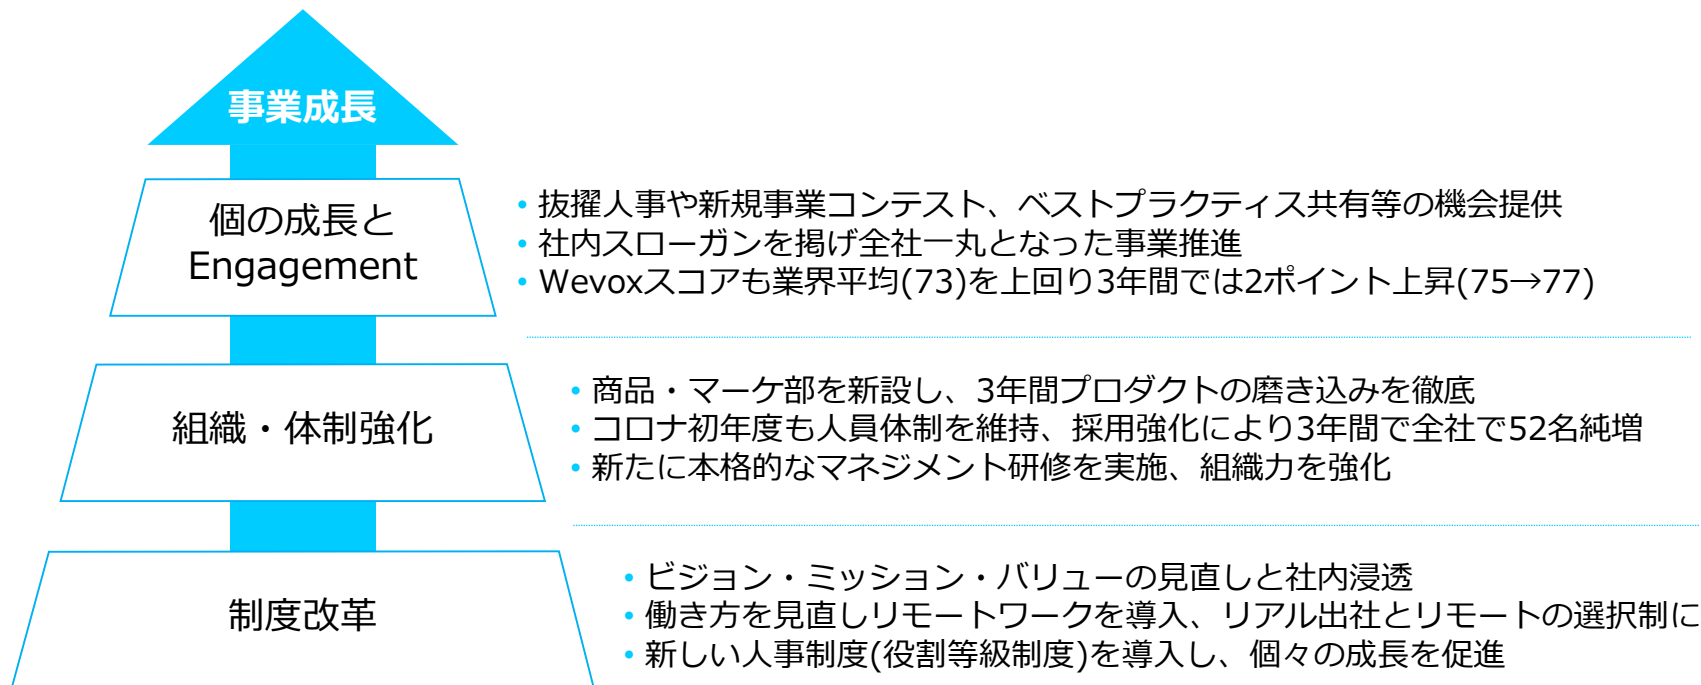 事業成長
個の成長と
Engagement
• 抜擢人事や新規事業コンテスト、ベストプラクティス共有等の機会提供
• 社内スローガンを掲げ全社一丸となった事業推進
• Wevoxスコアも業界平均(73)を上回り3年間では2ポイント上昇(75→77)
組織・体制強化
• 商品・マーケ部を新設し、3年間プロダクトの磨き込みを徹底
• コロナ初年度も人員体制を維持、採用強化により3年間で全社で52名純増
• 新たに本格的なマネジメント研修を実施、組織力を強化
制度改革
• ビジョン・ミッション・バリューの見直しと社内浸透
• 働き方を見直しリモートワークを導入、リアル出社とリモートの選択制に
• 新しい人事制度(役割等級制度)を導入し、個々の成長を促進